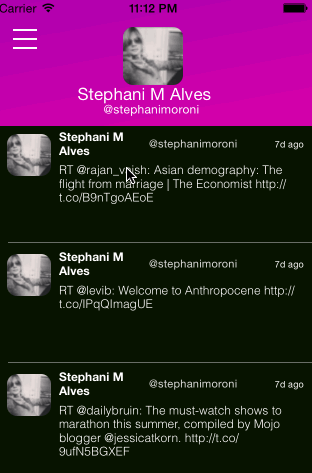 Carrier 11:12 PM
Stephani M Alves
@stephanimoroni
Stephani M Alves @stephanimoroni 7d ago
RT @rajan_vaish: Asian demography: The
flight from marriage | The Economist http://
t.co/B9nTgoAEoE
Stephani M Alves @stephanimoroni 7d ago
RT @levib: Welcome to Anthropocene http://
t.co/IPqQImagUE
Stephani M Alves @stephanimoroni 7d ago
RT @dailybruin: The must-watch shows to
marathon this summer, compiled by Mojo
blogger @jessicatkorn. http://t.co/
9ufN5BGXEF